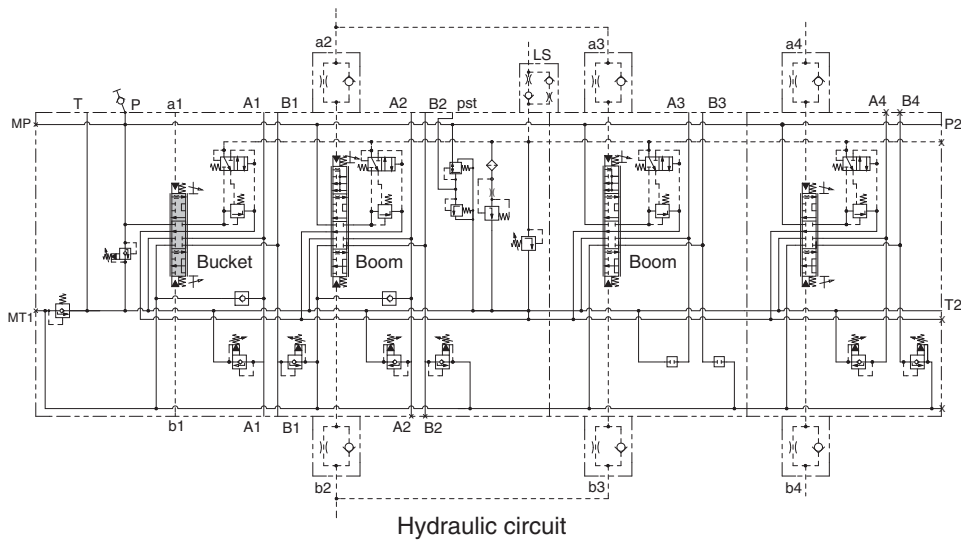 a2 a3 a4
LS
T P a1 A1 B1 A2 B2 pst A3 B3 A4 B4
MP P2
Bucket Boom Boom
MT1 T2
b1 A1 B1 A2 B2
b2 b3 b4
Hydraulic circuit